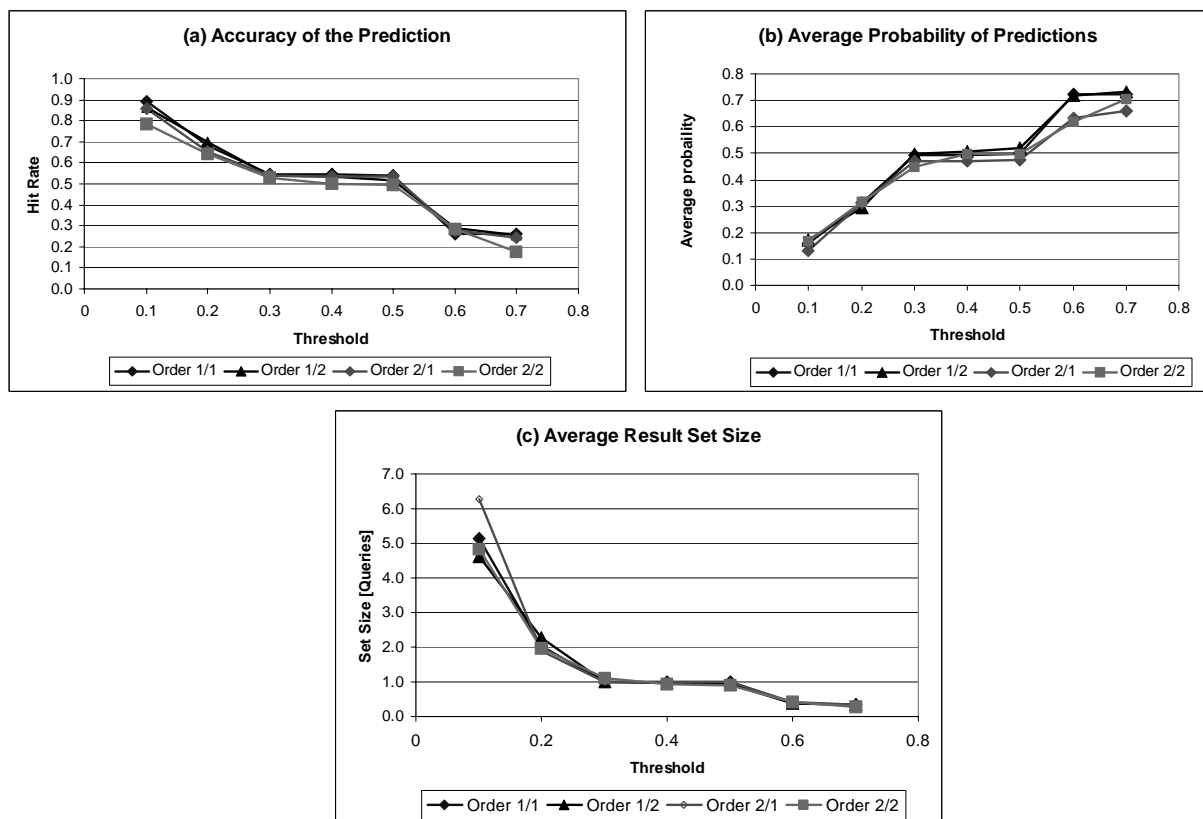 (a) Accuracy of the Prediction
1.0
0.9
0.8
0.7
0.6
0.5
0.4
0.3
0.2
0.1
0.0
Hit Rate
0 0.1 0.2 0.3 0.4 0.5 0.6 0.7 0.8
Threshold
Order 1/1 Order 1/2 Order 2/1 Order 2/2
(b) Average Probability of Predictions
0.8
0.7
0.6
0.5
0.4
0.3
0.2
0.1
0.0
Average probaility
0 0.1 0.2 0.3 0.4 0.5 0.6 0.7 0.8
Threshold
Order 1/1 Order 1/2 Order 2/1 Order 2/2
(c) Average Result Set Size
7.0
6.0
5.0
4.0
3.0
2.0
1.0
0.0
Set Size [Queries]
0 0.2 0.4 0.6 0.8
Threshold
Order 1/1 Order 1/2 Order 2/1 Order 2/2